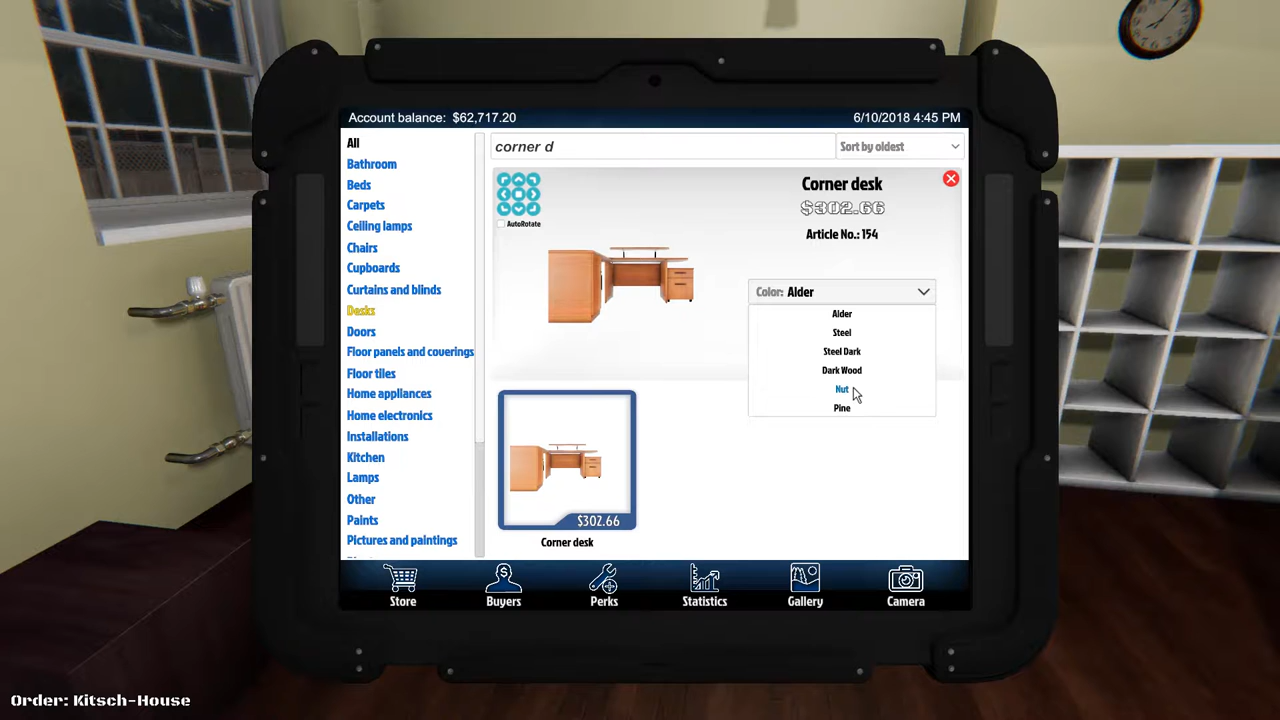 Account balance: $62,717.20
6/10/2018 4:45 PM
All
Bathroom
Beds
Carpets
Ceiling lamps
Chairs
Cupboards
Curtains and blinds
Desks
Doors
Floor panels and coverings
Floor tiles
Home appliances
Home electronics
Installations
Kitchen
Lamps
Other
Paints
Pictures and paintings
corner d
Sort by oldest
AutoRotate
Corner desk
$302.66
Article No.: 154
Color: Alder
Alder
Steel
Steel Dark
Dark Wood
Nut
Pine
$302.66
Corner desk
Store
Buyers
Perks
Statistics
Gallery
Camera
Order: Kitsch-House